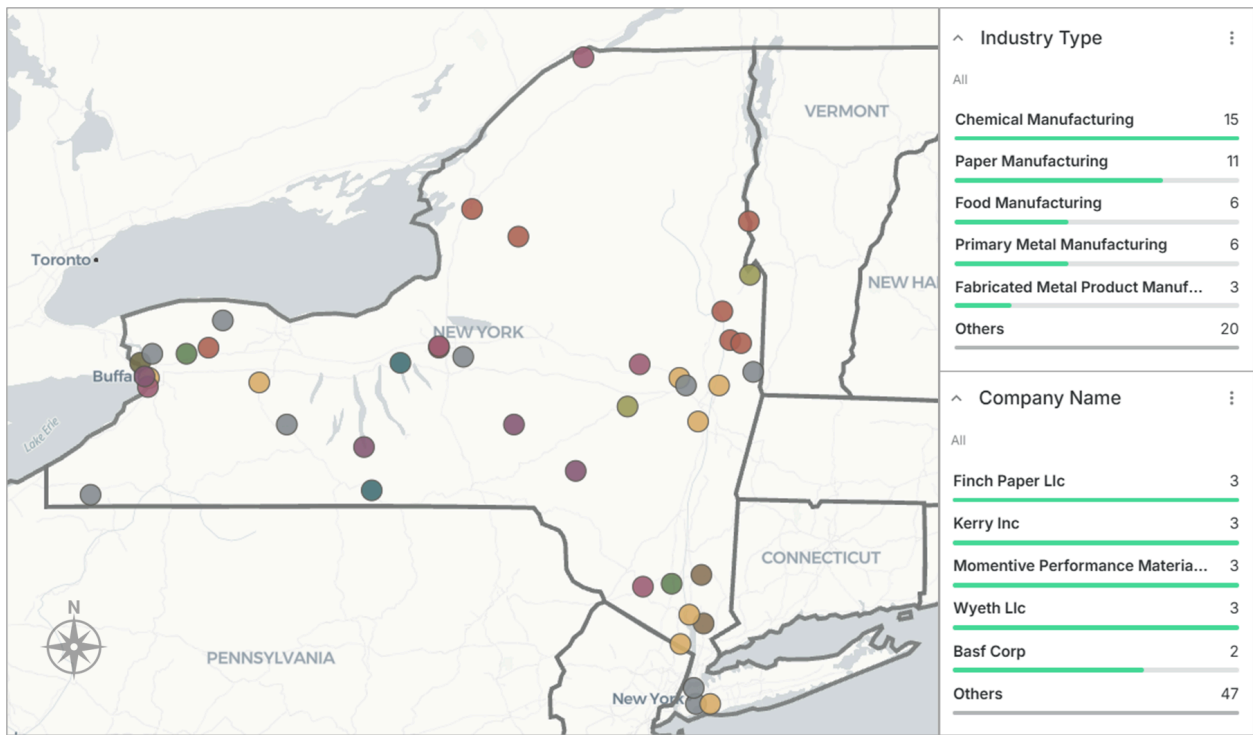 Toronto
Buffa
Lake Erie
NEW YORK
VERMONT
NEW HA
CONNECTICUT
PENNSYLVANIA
New York
N
Industry Type
All
Chemical Manufacturing 15
Paper Manufacturing 11
Food Manufacturing 6
Primary Metal Manufacturing 6
Fabricated Metal Product Manuf... 3
Others 20
Company Name
All
Finch Paper Llc 3
Kerry Inc 3
Momentive Performance Materia... 3
Wyeth Llc 3
Basf Corp 2
Others 47